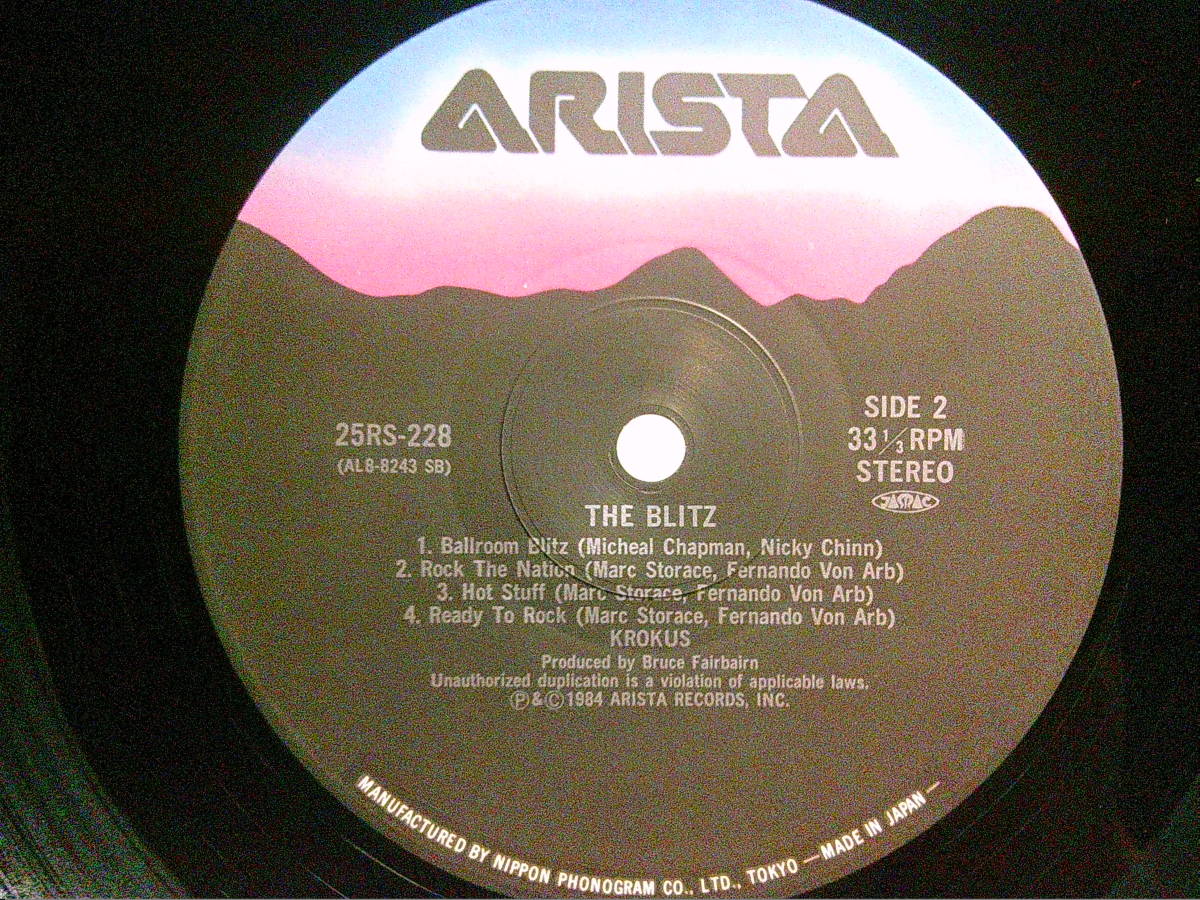 ARISTA
25RS-228
(AL8-8243 SB)
SIDE 2
33 1/3 RPM
STEREO
JASRAC
THE BLITZ
1. Ballroom Blitz (Micheal Chapman, Nicky Chinn)
2. Rock The Nation (Marc Storace, Fernando Von Arb)
3. Hot Stuff (Marc Storace, Fernando Von Arb)
4. Ready To Rock (Marc Storace, Fernando Von Arb)
KROKUS
Produced by Bruce Fairbairn
Unauthorized duplication is a violation of applicable laws.
Ⓟ&©1984 ARISTA RECORDS, INC.
MANUFACTURED BY NIPPON PHONOGRAM CO., LTD., TOKYO — MADE IN JAPAN —